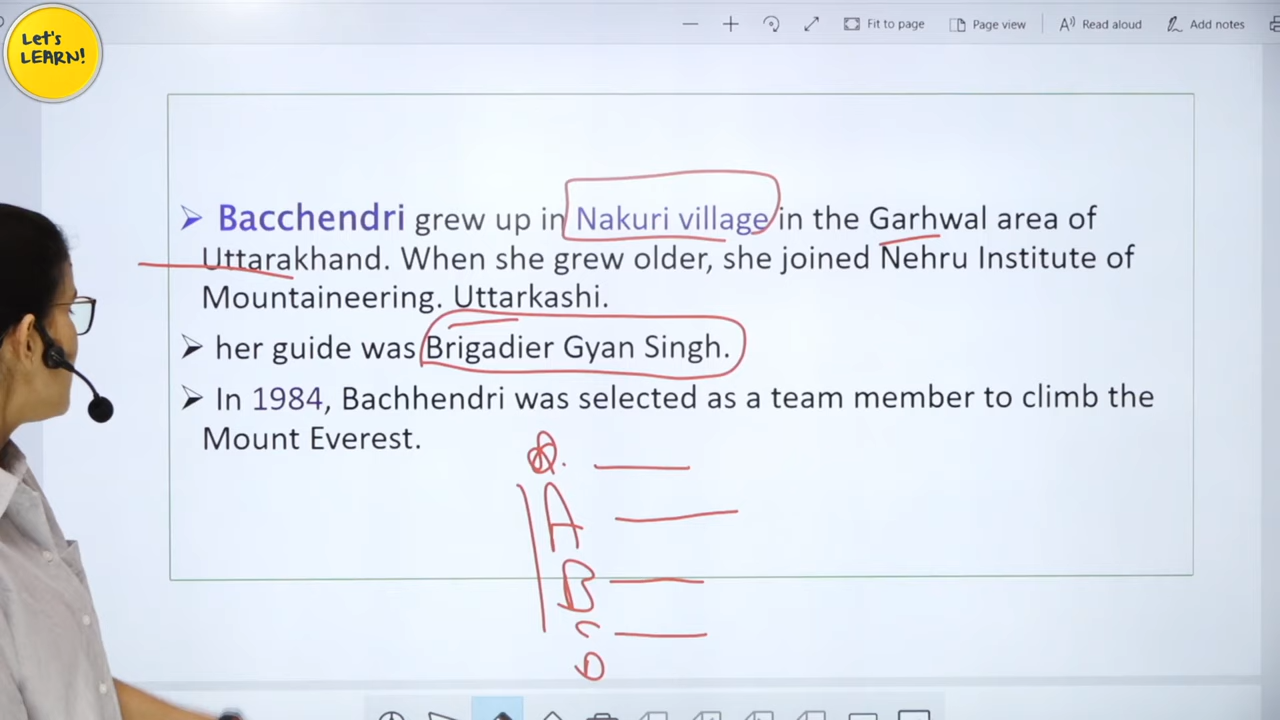 Let's
LEARN!
Fit to page
Page view
Read aloud
Add notes
➢ Bacchendri grew up in Nakuri village in the Garhwal area of
Uttarakhand. When she grew older, she joined Nehru Institute of
Mountaineering. Uttarkashi.
➢ her guide was Brigadier Gyan Singh.
➢ In 1984, Bachhendri was selected as a team member to climb the
Mount Everest.
Q.
A
B
C
D